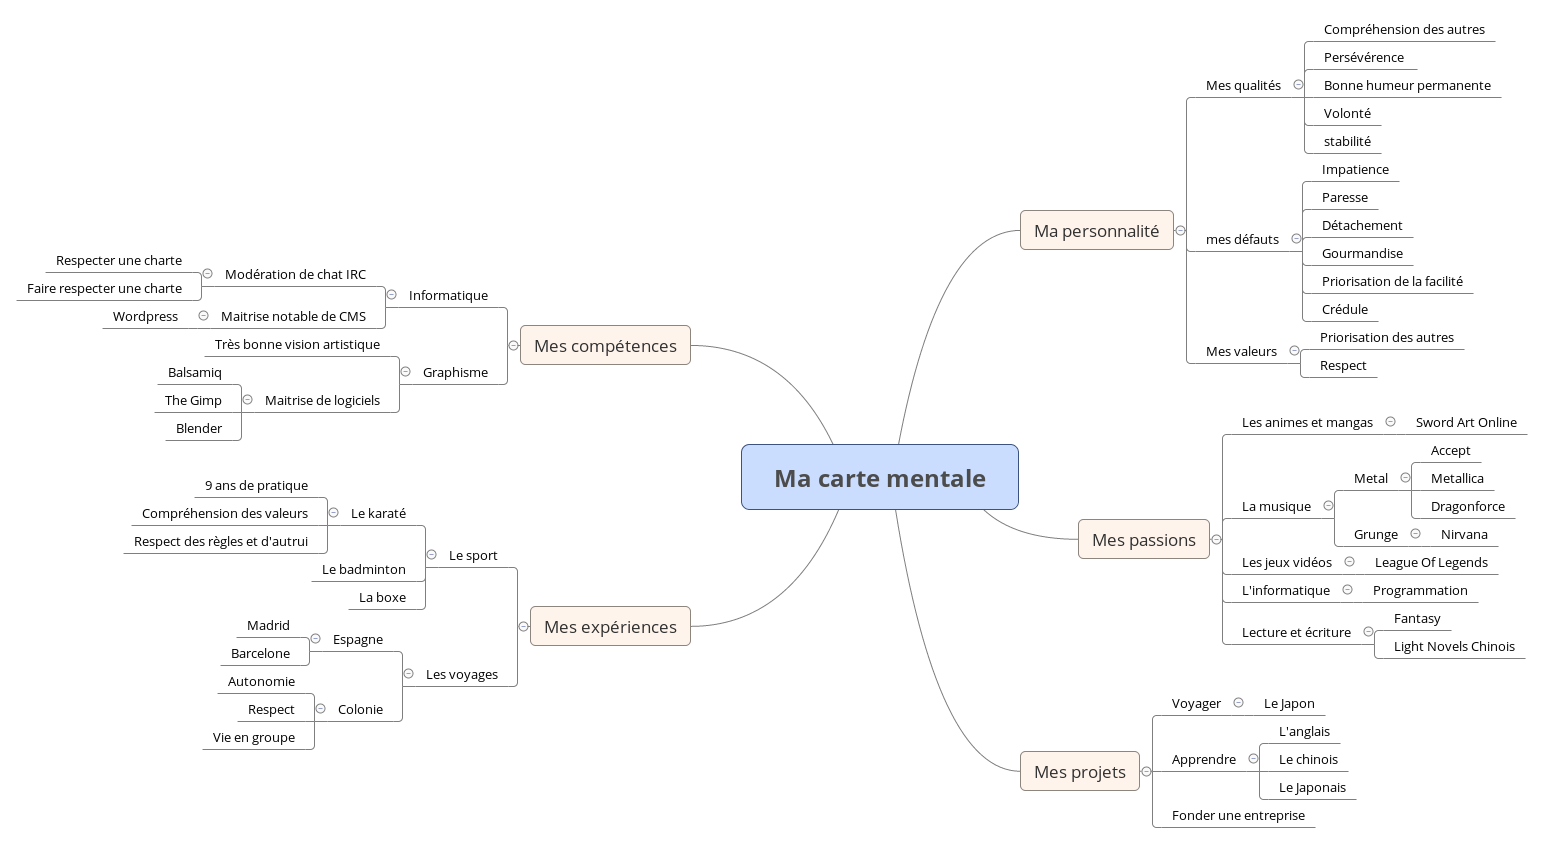 Ma carte mentale
Ma personnalité
Mes qualités
Compréhension des autres
Persévérence
Bonne humeur permanente
Volonté
stabilité
mes défauts
Impatience
Paresse
Détachement
Gourmandise
Priorisation de la facilité
Crédule
Mes valeurs
Priorisation des autres
Respect
Mes passions
Les animes et mangas
Sword Art Online
La musique
Metal
Accept
Metallica
Dragonforce
Grunge
Nirvana
Les jeux vidéos
League Of Legends
L'informatique
Programmation
Lecture et écriture
Fantasy
Light Novels Chinois
Mes projets
Voyager
Le Japon
Apprendre
L'anglais
Le chinois
Le Japonais
Fonder une entreprise
Mes compétences
Informatique
Modération de chat IRC
Respecter une charte
Faire respecter une charte
Maitrise notable de CMS
Wordpress
Graphisme
Très bonne vision artistique
Maitrise de logiciels
Balsamiq
The Gimp
Blender
Mes expériences
Le sport
Le karaté
9 ans de pratique
Compréhension des valeurs
Respect des règles et d'autrui
Le badminton
La boxe
Les voyages
Espagne
Madrid
Barcelone
Colonie
Autonomie
Respect
Vie en groupe